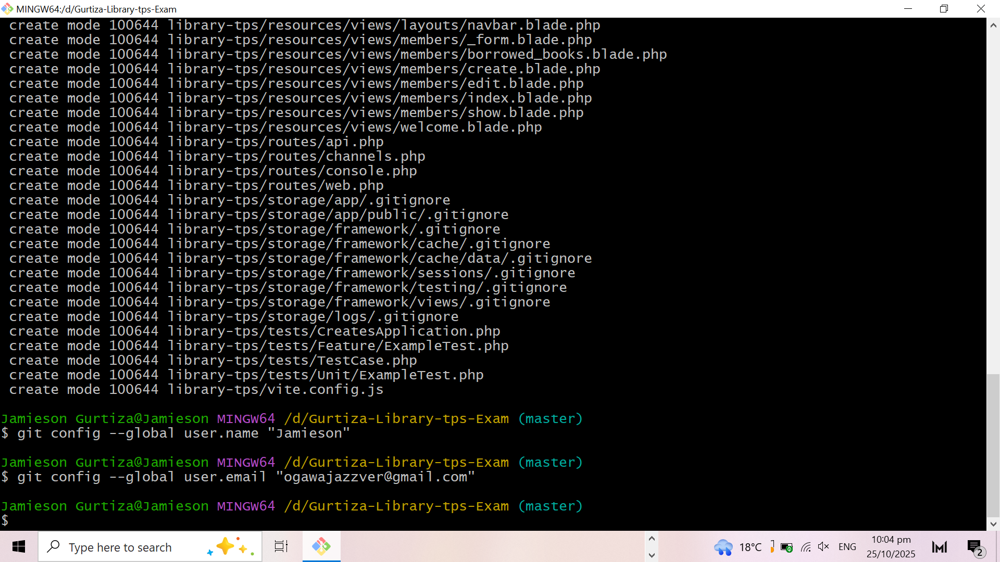 MINGW64:/d/Gurtiza-Library-tps-Exam
create mode 100644 library-tps/resources/views/layouts/navbar.blade.php
create mode 100644 library-tps/resources/views/members/_form.blade.php
create mode 100644 library-tps/resources/views/members/borrowed_books.blade.php
create mode 100644 library-tps/resources/views/members/create.blade.php
create mode 100644 library-tps/resources/views/members/edit.blade.php
create mode 100644 library-tps/resources/views/members/index.blade.php
create mode 100644 library-tps/resources/views/members/show.blade.php
create mode 100644 library-tps/resources/views/welcome.blade.php
create mode 100644 library-tps/routes/api.php
create mode 100644 library-tps/routes/channels.php
create mode 100644 library-tps/routes/console.php
create mode 100644 library-tps/routes/web.php
create mode 100644 library-tps/storage/app/.gitignore
create mode 100644 library-tps/storage/app/public/.gitignore
create mode 100644 library-tps/storage/framework/.gitignore
create mode 100644 library-tps/storage/framework/cache/.gitignore
create mode 100644 library-tps/storage/framework/cache/data/.gitignore
create mode 100644 library-tps/storage/framework/sessions/.gitignore
create mode 100644 library-tps/storage/framework/testing/.gitignore
create mode 100644 library-tps/storage/framework/views/.gitignore
create mode 100644 library-tps/storage/logs/.gitignore
create mode 100644 library-tps/tests/CreatesApplication.php
create mode 100644 library-tps/tests/Feature/ExampleTest.php
create mode 100644 library-tps/tests/TestCase.php
create mode 100644 library-tps/tests/Unit/ExampleTest.php
create mode 100644 library-tps/vite.config.js
Jamieson Gurtiza@Jamieson MINGW64 /d/Gurtiza-Library-tps-Exam (master)
$ git config --global user.name "Jamieson"
Jamieson Gurtiza@Jamieson MINGW64 /d/Gurtiza-Library-tps-Exam (master)
$ git config --global user.email "ogawajazzver@gmail.com"
Jamieson Gurtiza@Jamieson MINGW64 /d/Gurtiza-Library-tps-Exam (master)
$
Type here to search
18°C
ENG
10:04 pm
25/10/2025
2